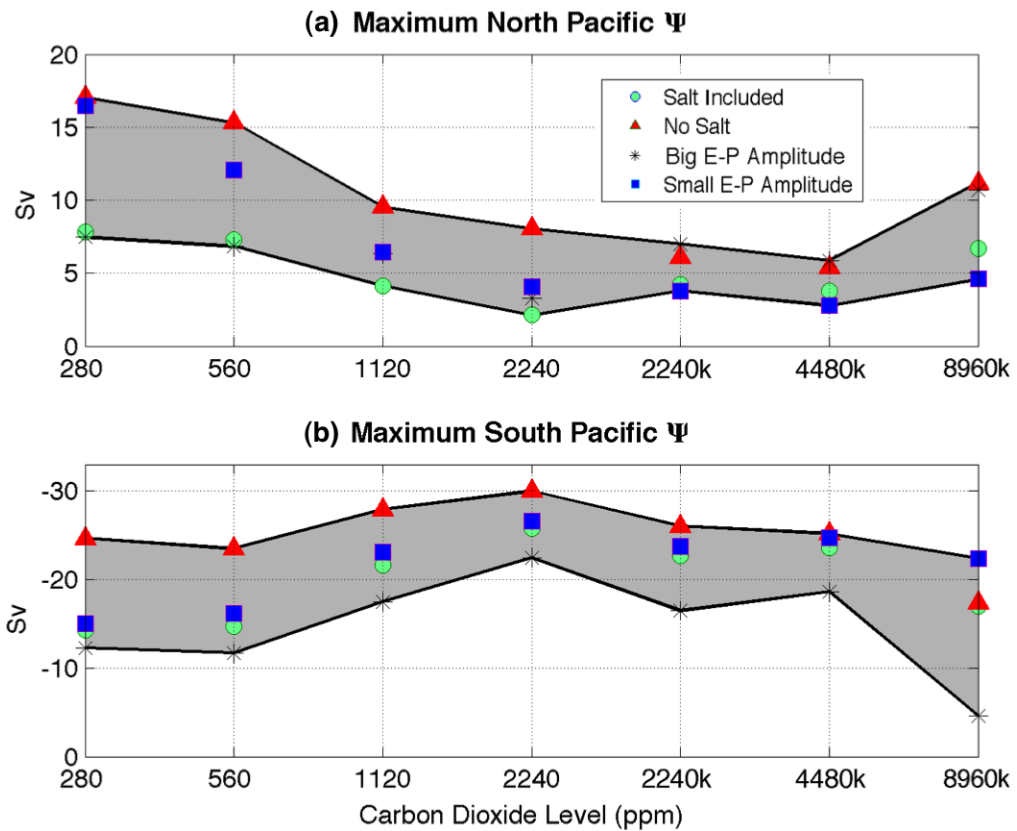 (a) Maximum North Pacific Ψ
20
15
10
5
0
Sv
Salt Included
No Salt
Big E-P Amplitude
Small E-P Amplitude
280 560 1120 2240 2240k 4480k 8960k
(b) Maximum South Pacific Ψ
-30
-20
-10
0
Sv
280 560 1120 2240 2240k 4480k 8960k
Carbon Dioxide Level (ppm)